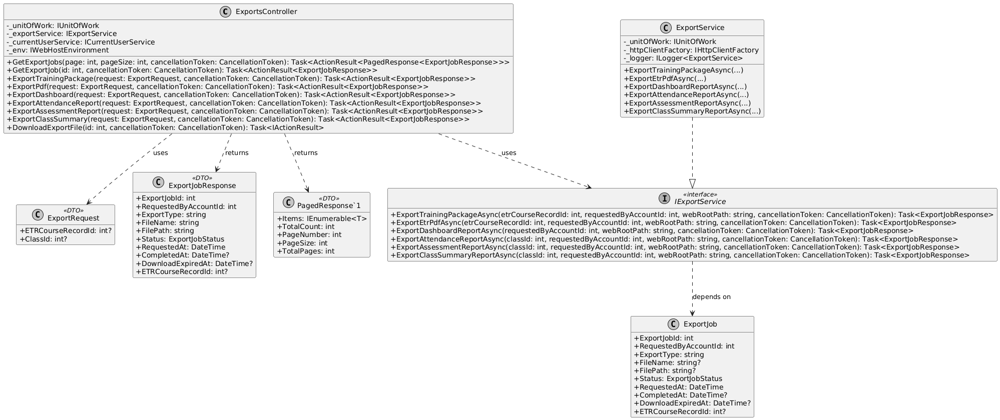 C ExportsController
-_unitOfWork: IUnitOfWork
-_exportService: IExportService
-_currentUserService: ICurrentUserService
-_env: IWebHostEnvironment
+GetExportJobs(page: int, pageSize: int, cancellationToken: CancellationToken): Task<ActionResult<PagedResponse<ExportJobResponse>>>
+GetExportJob(id: int, cancellationToken: CancellationToken): Task<ActionResult<ExportJobResponse>>
+ExportTrainingPackage(request: ExportRequest, cancellationToken: CancellationToken): Task<ActionResult<ExportJobResponse>>
+ExportPdf(request: ExportRequest, cancellationToken: CancellationToken): Task<ActionResult<ExportJobResponse>>
+ExportDashboard(request: ExportRequest, cancellationToken: CancellationToken): Task<ActionResult<ExportJobResponse>>
+ExportAttendanceReport(request: ExportRequest, cancellationToken: CancellationToken): Task<ActionResult<ExportJobResponse>>
+ExportAssessmentReport(request: ExportRequest, cancellationToken: CancellationToken): Task<ActionResult<ExportJobResponse>>
+ExportClassSummary(request: ExportRequest, cancellationToken: CancellationToken): Task<ActionResult<ExportJobResponse>>
+DownloadExportFile(id: int, cancellationToken: CancellationToken): Task<IActionResult>
C ExportService
-_unitOfWork: IUnitOfWork
-_httpClientFactory: IHttpClientFactory
-_logger: ILogger<ExportService>
+ExportTrainingPackageAsync(...)
+ExportEtrPdfAsync(...)
+ExportDashboardReportAsync(...)
+ExportAttendanceReportAsync(...)
+ExportAssessmentReportAsync(...)
+ExportClassSummaryReportAsync(...)
uses
returns
returns
uses
C «DTO»
ExportRequest
+ETRCourseRecordId: int?
+ClassId: int?
C «DTO»
ExportJobResponse
+ExportJobId: int
+RequestedByAccountId: int
+ExportType: string
+FileName: string
+FilePath: string
+Status: ExportJobStatus
+RequestedAt: DateTime
+CompletedAt: DateTime?
+DownloadExpiredAt: DateTime?
+ETRCourseRecordId: int?
C «DTO»
PagedResponse`1
+Items: IEnumerable<T>
+TotalCount: int
+PageNumber: int
+PageSize: int
+TotalPages: int
I «interface»
IExportService
+ExportTrainingPackageAsync(etrCourseRecordId: int, requestedByAccountId: int, webRootPath: string, cancellationToken: CancellationToken): Task<ExportJobResponse>
+ExportEtrPdfAsync(etrCourseRecordId: int, requestedByAccountId: int, webRootPath: string, cancellationToken: CancellationToken): Task<ExportJobResponse>
+ExportDashboardReportAsync(requestedByAccountId: int, webRootPath: string, cancellationToken: CancellationToken): Task<ExportJobResponse>
+ExportAttendanceReportAsync(classId: int, requestedByAccountId: int, webRootPath: string, cancellationToken: CancellationToken): Task<ExportJobResponse>
+ExportAssessmentReportAsync(classId: int, requestedByAccountId: int, webRootPath: string, cancellationToken: CancellationToken): Task<ExportJobResponse>
+ExportClassSummaryReportAsync(classId: int, requestedByAccountId: int, webRootPath: string, cancellationToken: CancellationToken): Task<ExportJobResponse>
depends on
C ExportJob
+ExportJobId: int
+RequestedByAccountId: int
+ExportType: string
+FileName: string?
+FilePath: string?
+Status: ExportJobStatus
+RequestedAt: DateTime
+CompletedAt: DateTime?
+DownloadExpiredAt: DateTime?
+ETRCourseRecordId: int?